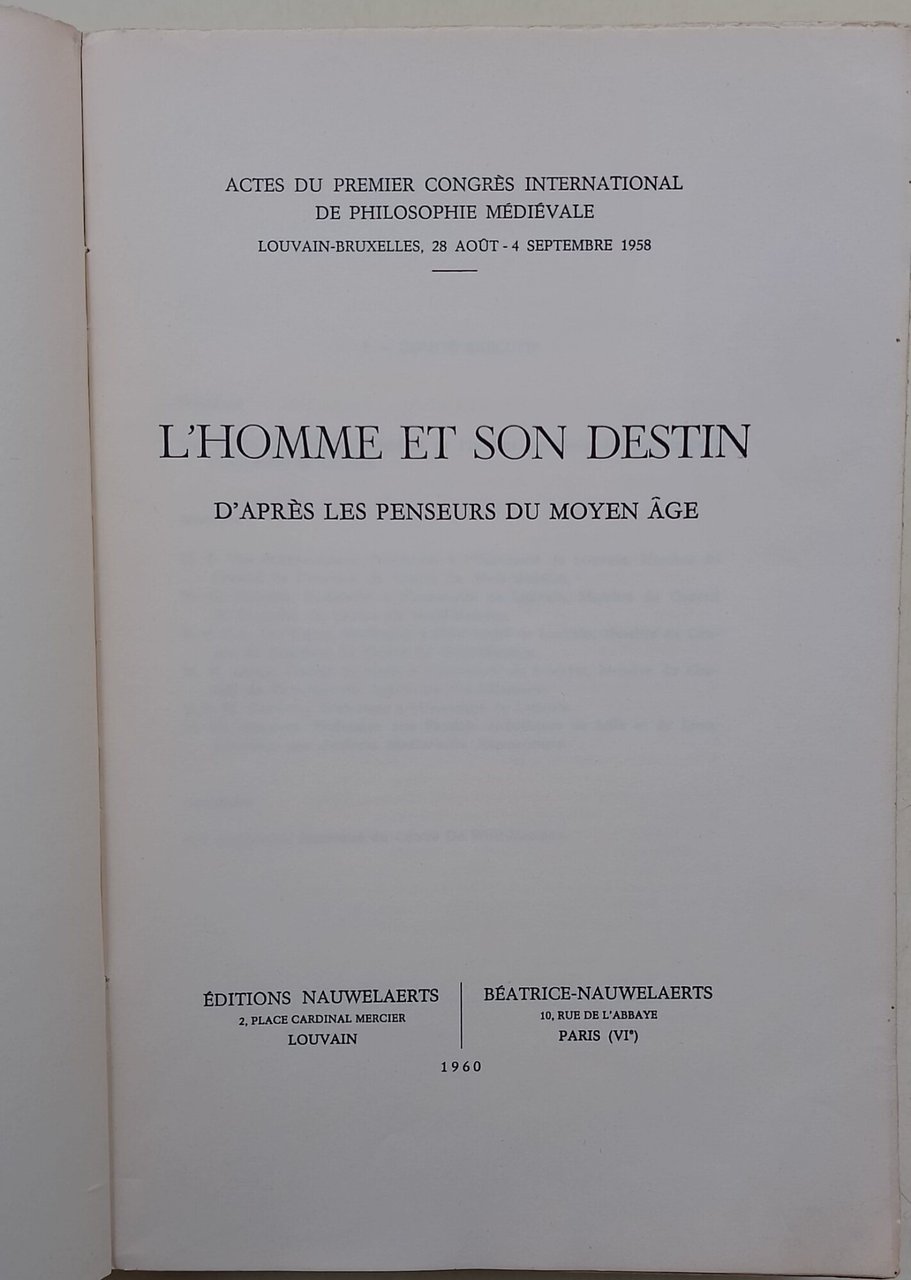 ACTES DU PREMIER CONGRÈS INTERNATIONAL
DE PHILOSOPHIE MÉDIÉVALE
LOUVAIN-BRUXELLES, 28 AOÛT - 4 SEPTEMBRE 1958
L'HOMME ET SON DESTIN
D'APRÈS LES PENSEURS DU MOYEN ÂGE
ÉDITIONS NAUWELAERTS
2, PLACE CARDINAL MERCIER
LOUVAIN
BÉATRICE-NAUWELAERTS
10, RUE DE L'ABBAYE
PARIS (VIe)
1960